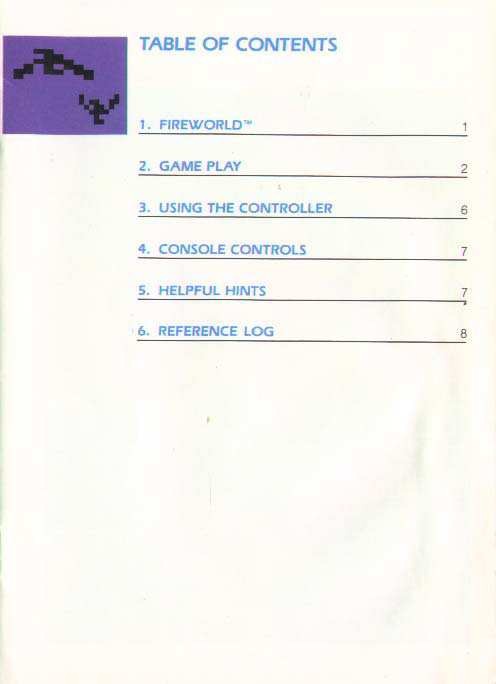 TABLE OF CONTENTS
1. FIREWORLD™ 1
2. GAME PLAY 2
3. USING THE CONTROLLER 6
4. CONSOLE CONTROLS 7
5. HELPFUL HINTS 7
6. REFERENCE LOG 8